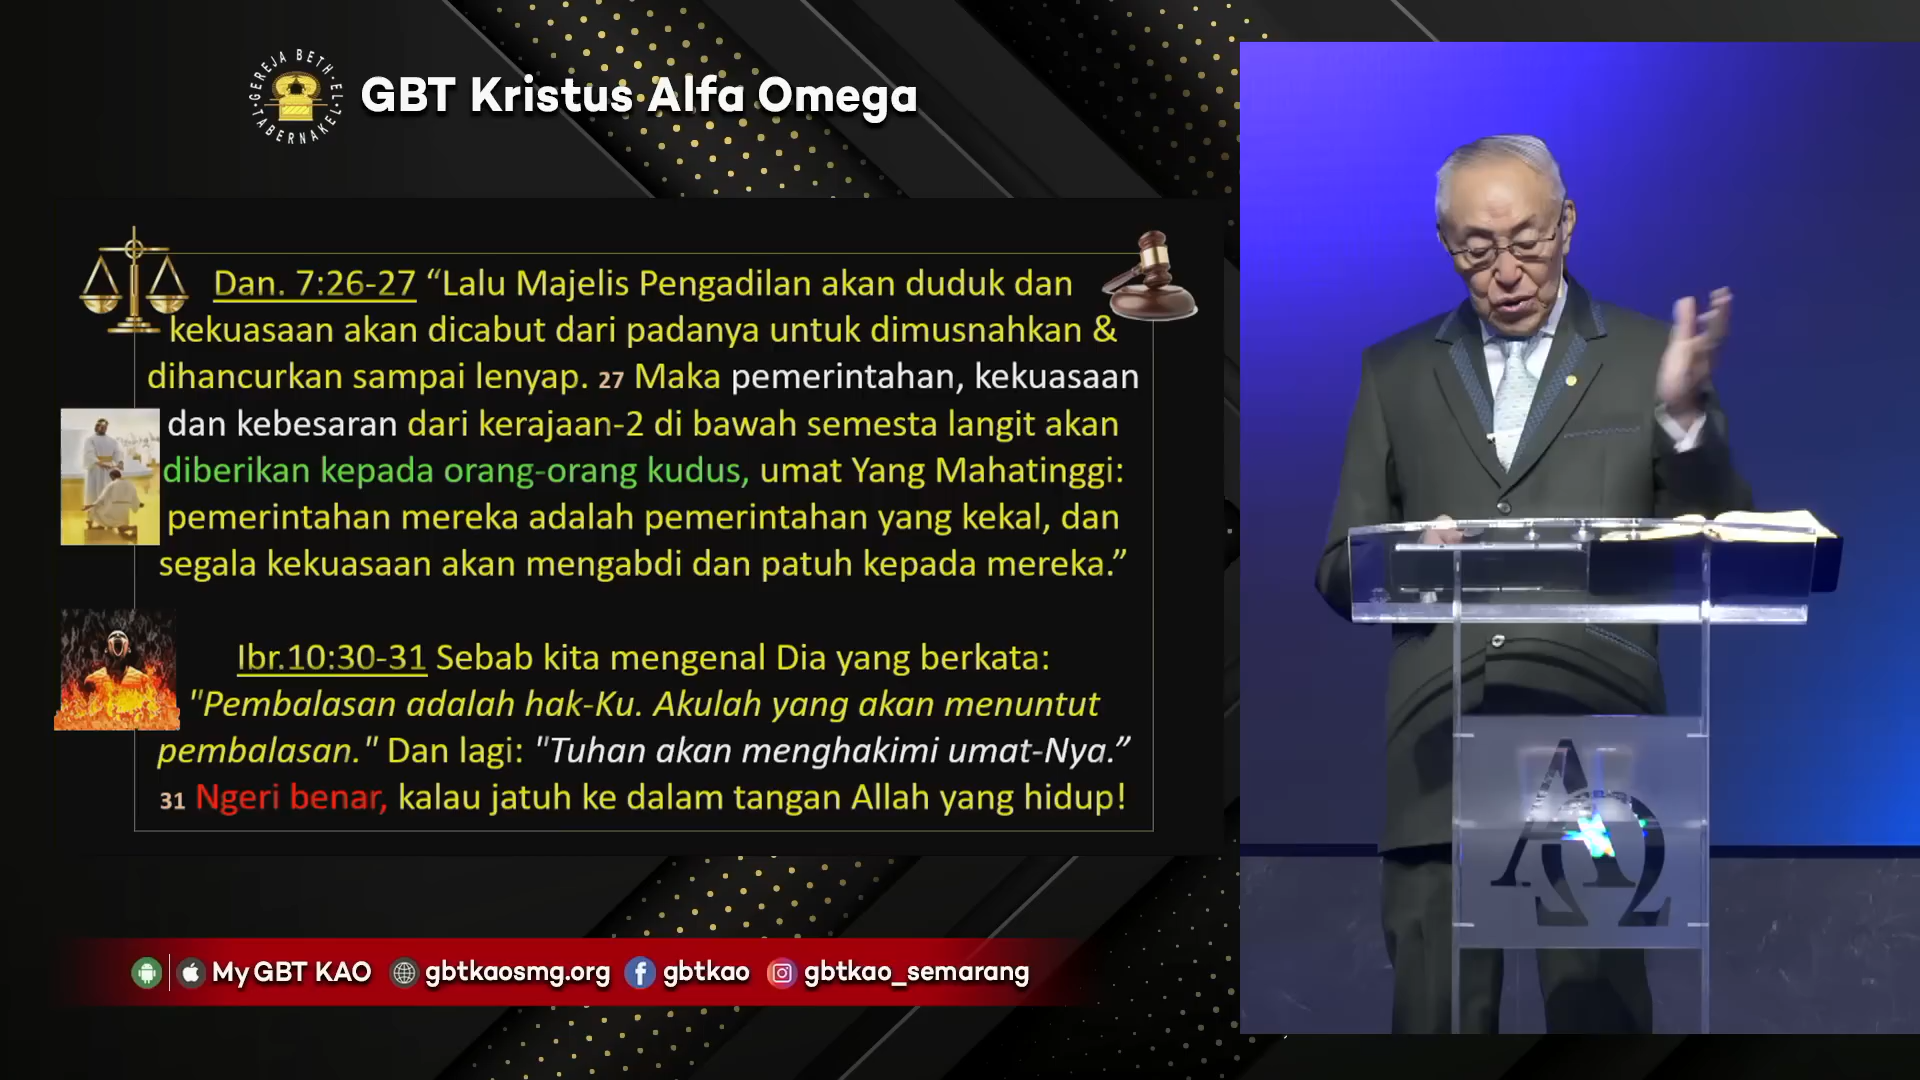 GEREJA BETH-EL TABERNAKEL
GBT Kristus Alfa Omega
Dan. 7:26-27 “Lalu Majelis Pengadilan akan duduk dan
kekuasaan akan dicabut dari padanya untuk dimusnahkan &
dihancurkan sampai lenyap. 27 Maka pemerintahan, kekuasaan
dan kebesaran dari kerajaan-2 di bawah semesta langit akan
diberikan kepada orang-orang kudus, umat Yang Mahatinggi:
pemerintahan mereka adalah pemerintahan yang kekal, dan
segala kekuasaan akan mengabdi dan patuh kepada mereka.”
Ibr.10:30-31 Sebab kita mengenal Dia yang berkata:
"Pembalasan adalah hak-Ku. Akulah yang akan menuntut
pembalasan." Dan lagi: "Tuhan akan menghakimi umat-Nya.”
31 Ngeri benar, kalau jatuh ke dalam tangan Allah yang hidup!
My GBT KAO gbtkaosmg.org gbtkao gbtkao_semarang
ΑΩ